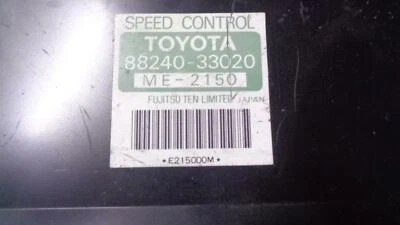 SPEED CONTROL
TOYOTA
88240-33020
ME-2150
FUJITSU TEN LIMITED JAPAN
*E215000M*